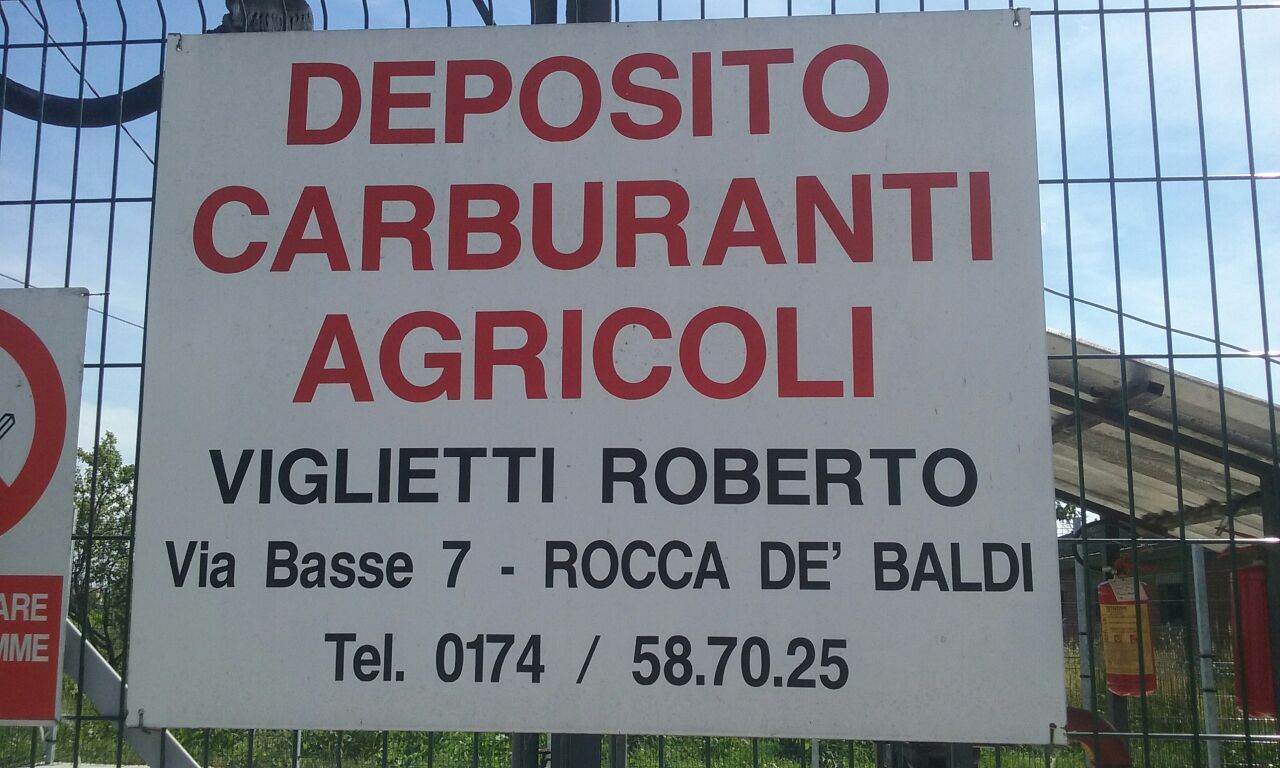 DEPOSITO
CARBURANTI
AGRICOLI
VIGLIETTI ROBERTO
Via Basse 7 - ROCCA DE' BALDI
Tel. 0174 / 58.70.25